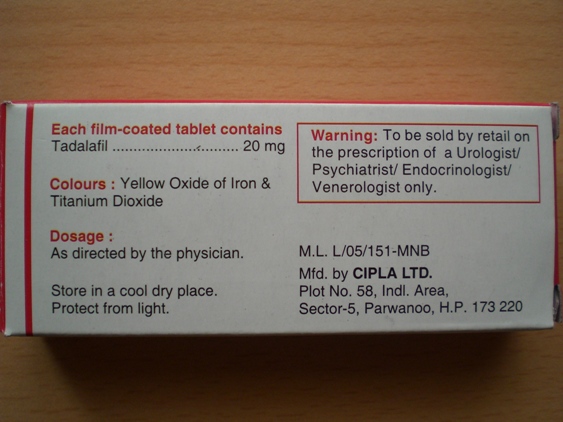 Each film-coated tablet contains
Tadalafil .................................. 20 mg
Colours : Yellow Oxide of Iron &
Titanium Dioxide
Dosage :
As directed by the physician.
Store in a cool dry place.
Protect from light.
Warning: To be sold by retail on
the prescription of a Urologist/
Psychiatrist/ Endocrinologist/
Venerologist only.
M.L. L/05/151-MNB
Mfd. by CIPLA LTD.
Plot No. 58, Indl. Area,
Sector-5, Parwanoo, H.P. 173 220